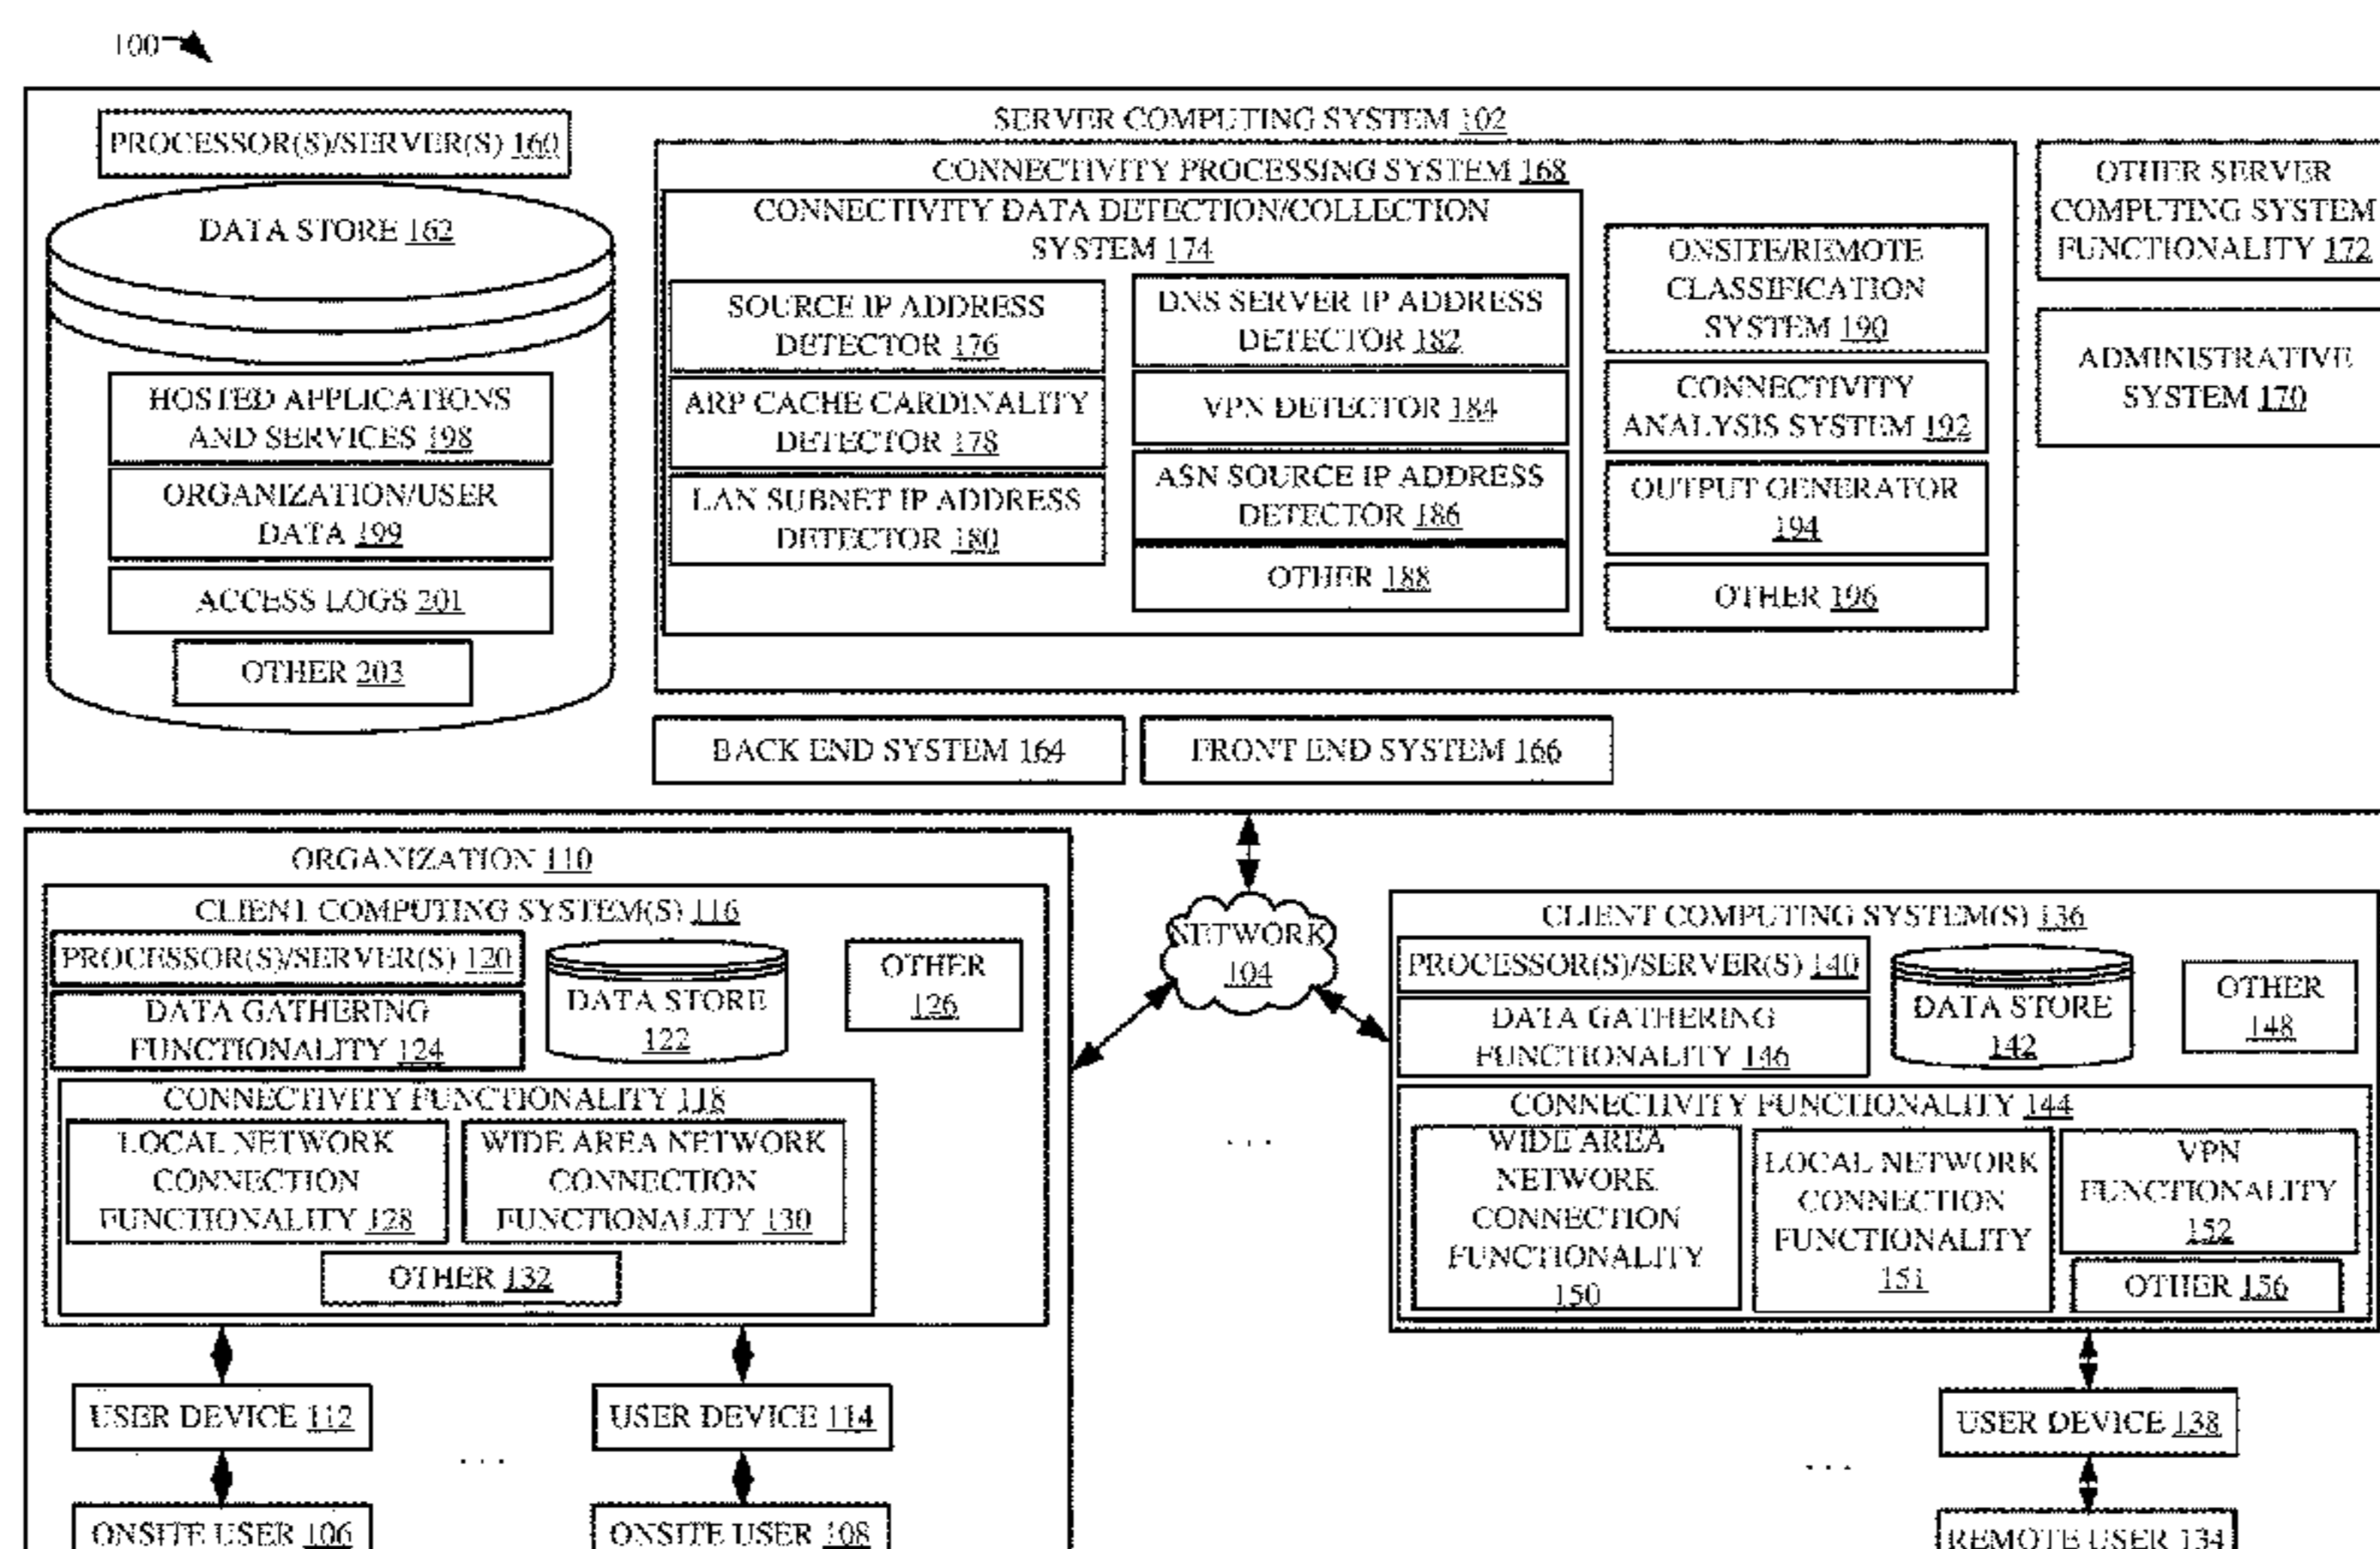 100
SERVER COMPUTING SYSTEM 102
PROCESSOR(S)/SERVER(S) 160
DATA STORE 162
HOSTED APPLICATIONS
AND SERVICES 198
ORGANIZATION/USER
DATA 199
ACCESS LOGS 201
OTHER 203
CONNECTIVITY PROCESSING SYSTEM 168
CONNECTIVITY DATA DETECTION/COLLECTION
SYSTEM 174
SOURCE IP ADDRESS
DETECTOR 176
ARP CACHE CARDINALITY
DETECTOR 178
LAN SUBNET IP ADDRESS
DETECTOR 180
DNS SERVER IP ADDRESS
DETECTOR 182
VPN DETECTOR 184
ASN SOURCE IP ADDRESS
DETECTOR 186
OTHER 188
ONSITE/REMOTE
CLASSIFICATION
SYSTEM 190
CONNECTIVITY
ANALYSIS SYSTEM 192
OUTPUT GENERATOR
194
OTHER 196
OTHER SERVER
COMPUTING SYSTEM
FUNCTIONALITY 172
ADMINISTRATIVE
SYSTEM 170
BACK END SYSTEM 164
FRONT END SYSTEM 166
ORGANIZATION 110
CLIENT COMPUTING SYSTEM(S) 116
PROCESSOR(S)/SERVER(S) 120
DATA GATHERING
FUNCTIONALITY 124
DATA STORE
122
OTHER
126
CONNECTIVITY FUNCTIONALITY 118
LOCAL NETWORK
CONNECTION
FUNCTIONALITY 128
WIDE AREA NETWORK
CONNECTION
FUNCTIONALITY 130
OTHER 132
USER DEVICE 112
. . .
USER DEVICE 114
ONSITE USER 106
ONSITE USER 108
NETWORK
104
. . .
CLIENT COMPUTING SYSTEM(S) 136
PROCESSOR(S)/SERVER(S) 140
DATA GATHERING
FUNCTIONALITY 146
DATA STORE
142
OTHER
148
CONNECTIVITY FUNCTIONALITY 144
WIDE AREA
NETWORK
CONNECTION
FUNCTIONALITY
150
LOCAL NETWORK
CONNECTION
FUNCTIONALITY
151
VPN
FUNCTIONALITY
152
OTHER 156
. . .
USER DEVICE 138
REMOTE USER 134